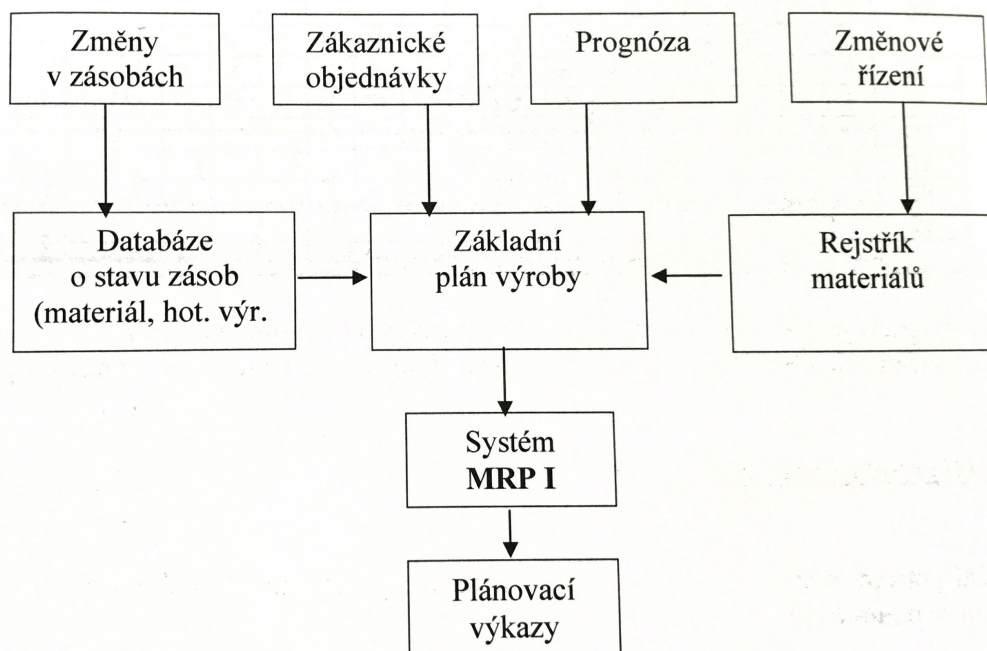 Změny
v zásobách
Zákaznické
objednávky
Prognóza
Změnové
řízení
Databáze
o stavu zásob
(materiál, hot. výr.
Základní
plán výroby
Rejstřík
materiálů
Systém
MRP I
Plánovací
výkazy